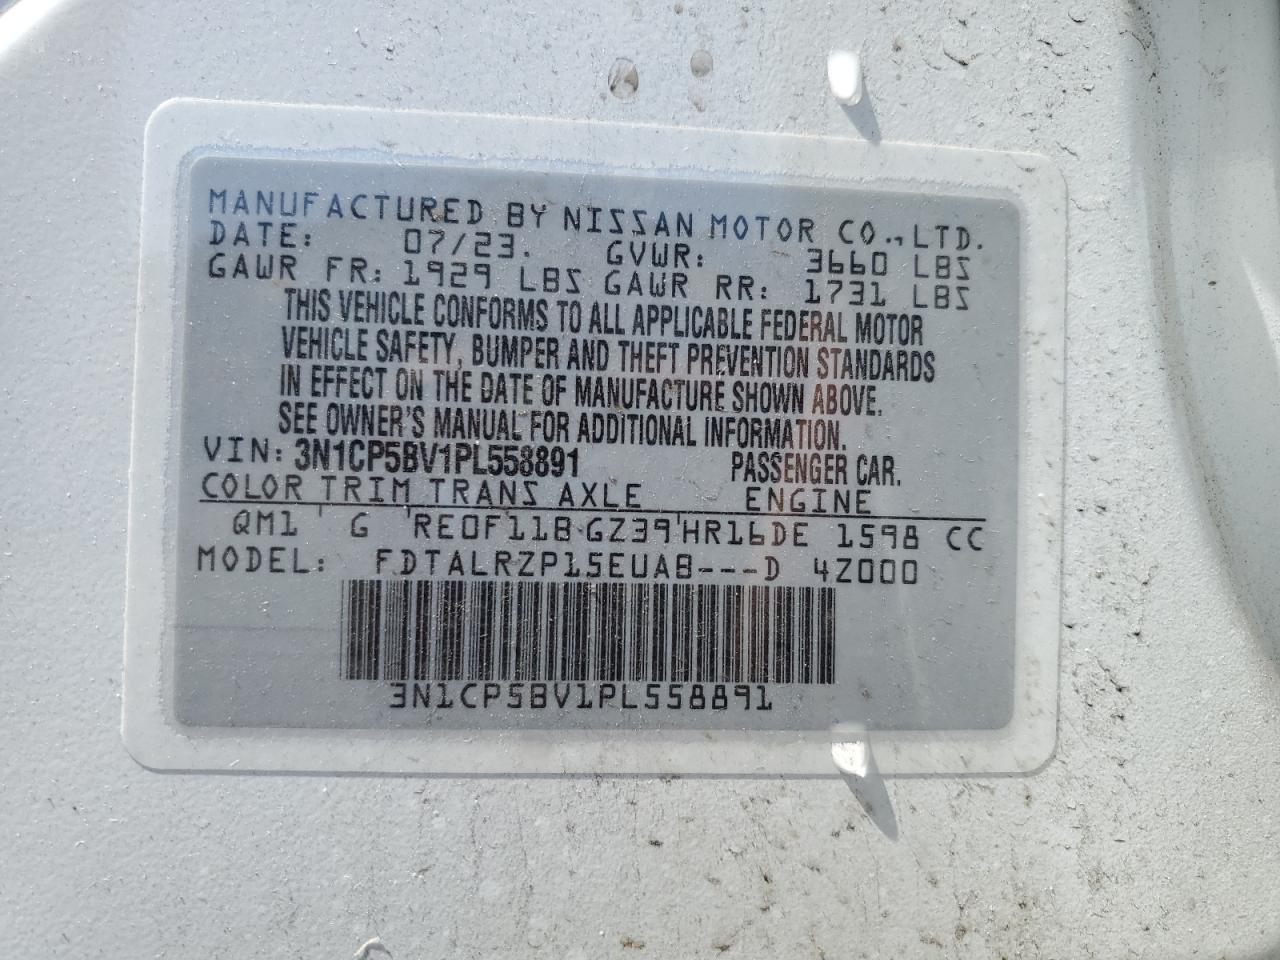 MANUFACTURED BY NISSAN MOTOR CO., LTD.
DATE: 07/23. GVWR: 3660 LBS
GAWR FR: 1929 LBS GAWR RR: 1731 LBS
THIS VEHICLE CONFORMS TO ALL APPLICABLE FEDERAL MOTOR
VEHICLE SAFETY, BUMPER AND THEFT PREVENTION STANDARDS
IN EFFECT ON THE DATE OF MANUFACTURE SHOWN ABOVE.
SEE OWNER'S MANUAL FOR ADDITIONAL INFORMATION.
VIN: 3N1CP5BV1PL558891 PASSENGER CAR.
COLOR TRIM TRANS AXLE ENGINE
QM1 G RE0F11B GZ39 HR16DE 1598 CC
MODEL: FDTALRZP15EUAB---D 4Z000
3N1CP5BV1PL558891